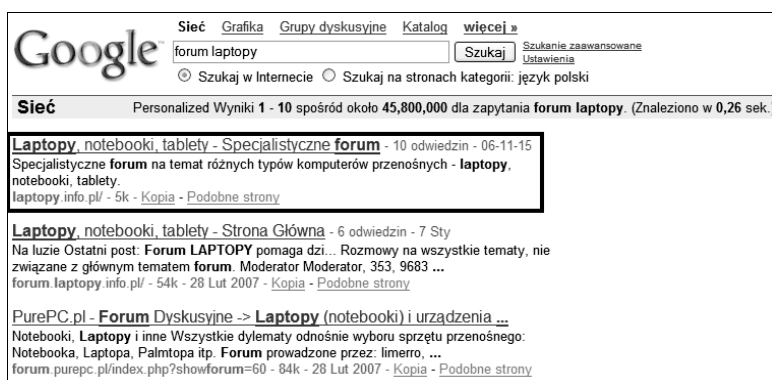 Google™
Sieć Grafika Grupy dyskusyjne Katalog więcej »
forum laptopy Szukaj Szukanie zaawansowane
Ustawienia
Szukaj w Internecie Szukaj na stronach kategorii: język polski
Sieć Personalized Wyniki 1 - 10 spośród około 45,800,000 dla zapytania forum laptopy. (Znaleziono w 0,26 sek.
Laptopy, notebooki, tablety - Specjalistyczne forum - 10 odwiedzin - 06-11-15
Specjalistyczne forum na temat różnych typów komputerów przenośnych - laptopy,
notebooki, tablety.
laptopy.info.pl/ - 5k - Kopia - Podobne strony
Laptopy, notebooki, tablety - Strona Główna - 6 odwiedzin - 7 Sty
Na luzie Ostatni post: Forum LAPTOPY pomaga dzi... Rozmowy na wszystkie tematy, nie
związane z głównym tematem forum. Moderator Moderator, 353, 9683 ...
forum.laptopy.info.pl/ - 54k - 28 Lut 2007 - Kopia - Podobne strony
PurePC.pl - Forum Dyskusyjne -> Laptopy (notebooki) i urządzenia ...
Notebooki, Laptopy i inne Wszystkie dylematy odnośnie wyboru sprzętu przenośnego:
Notebooka, Laptopa, Palmtopa itp. Forum prowadzone przez: limerro, ...
forum.purepc.pl/index.php?showforum=60 - 84k - 28 Lut 2007 - Kopia - Podobne strony